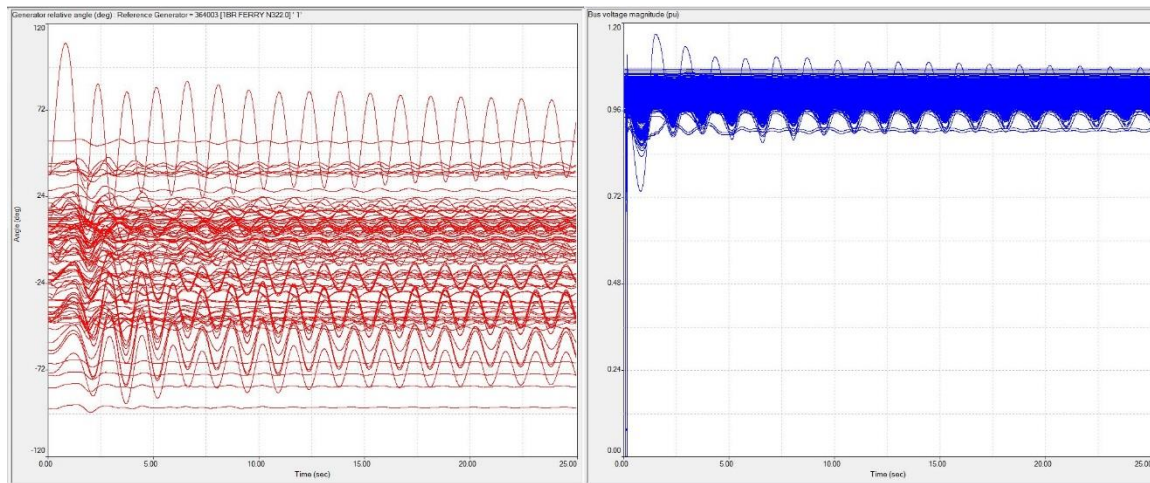 Generator relative angle (deg) : Reference Generator = 364003 [1BR FERRY N322.0] ' 1'
120
72
24
-24
-72
-120
Angle (deg)
0.00 5.00 10.00 15.00 20.00 25.00
Time (sec)
Bus voltage magnitude (pu)
1.20
0.96
0.72
0.48
0.24
0.00
0.00 5.00 10.00 15.00 20.00 25.00
Time (sec)